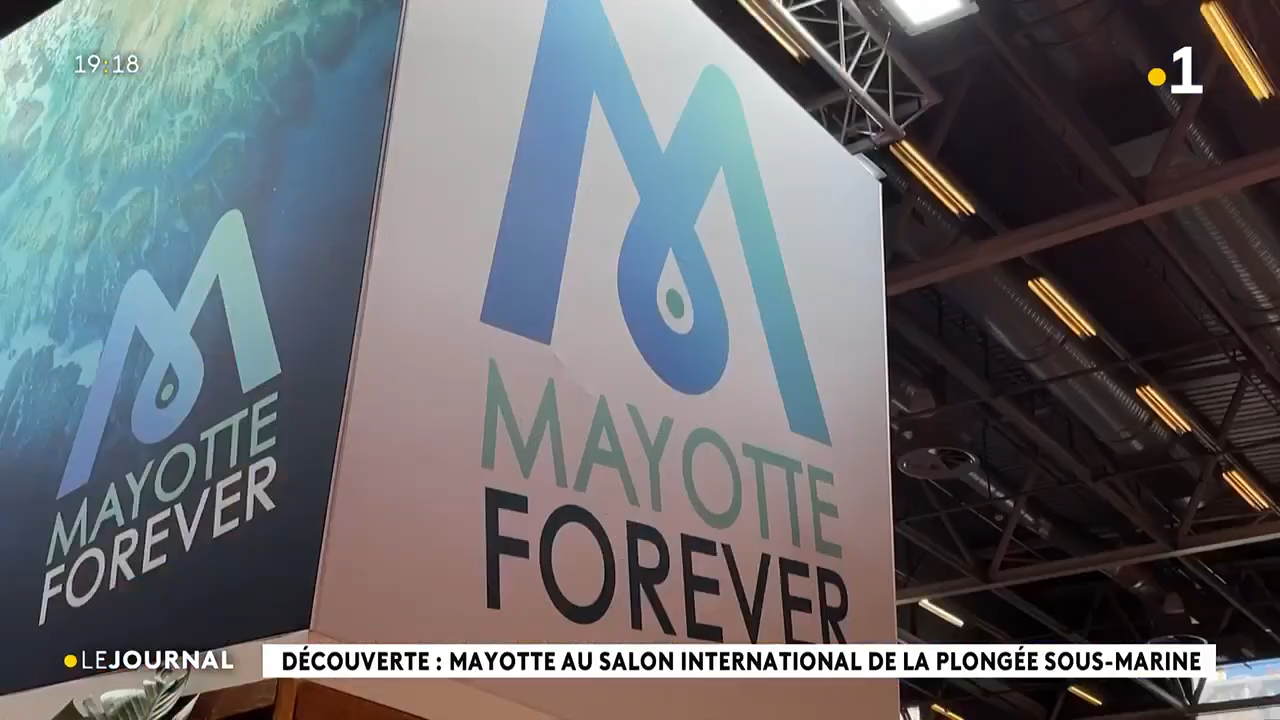 19:18
1
MAYOTTE
FOREVER
MAYOTTE
FOREVER
LEJOURNAL
DÉCOUVERTE : MAYOTTE AU SALON INTERNATIONAL DE LA PLONGÉE SOUS-MARINE